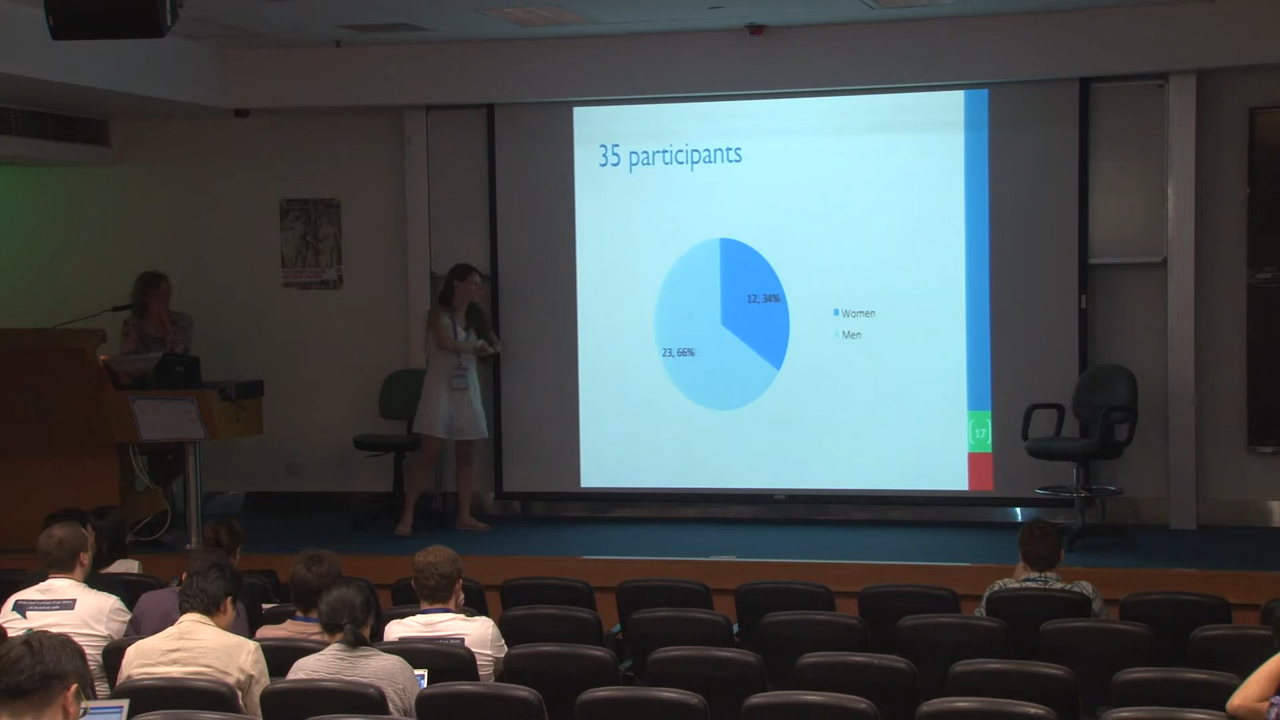 35 participants
12, 34%
Women
Men
23, 66%
[17]